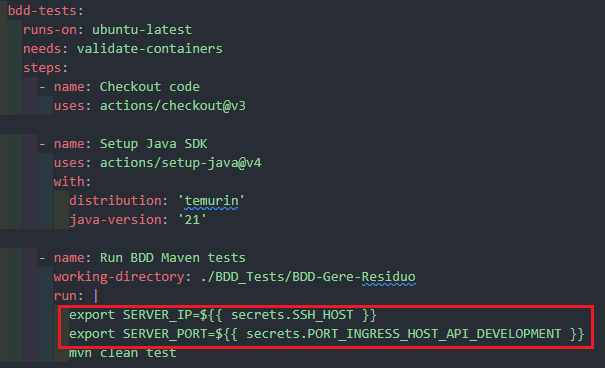 bdd-tests:
runs-on: ubuntu-latest
needs: validate-containers
steps:
- name: Checkout code
uses: actions/checkout@v3
- name: Setup Java SDK
uses: actions/setup-java@v4
with:
distribution: 'temurin'
java-version: '21'
- name: Run BDD Maven tests
working-directory: ./BDD_Tests/BDD-Gere-Residuo
run: |
export SERVER_IP=${{ secrets.SSH_HOST }}
export SERVER_PORT=${{ secrets.PORT_INGRESS_HOST_API_DEVELOPMENT }}
mvn clean test